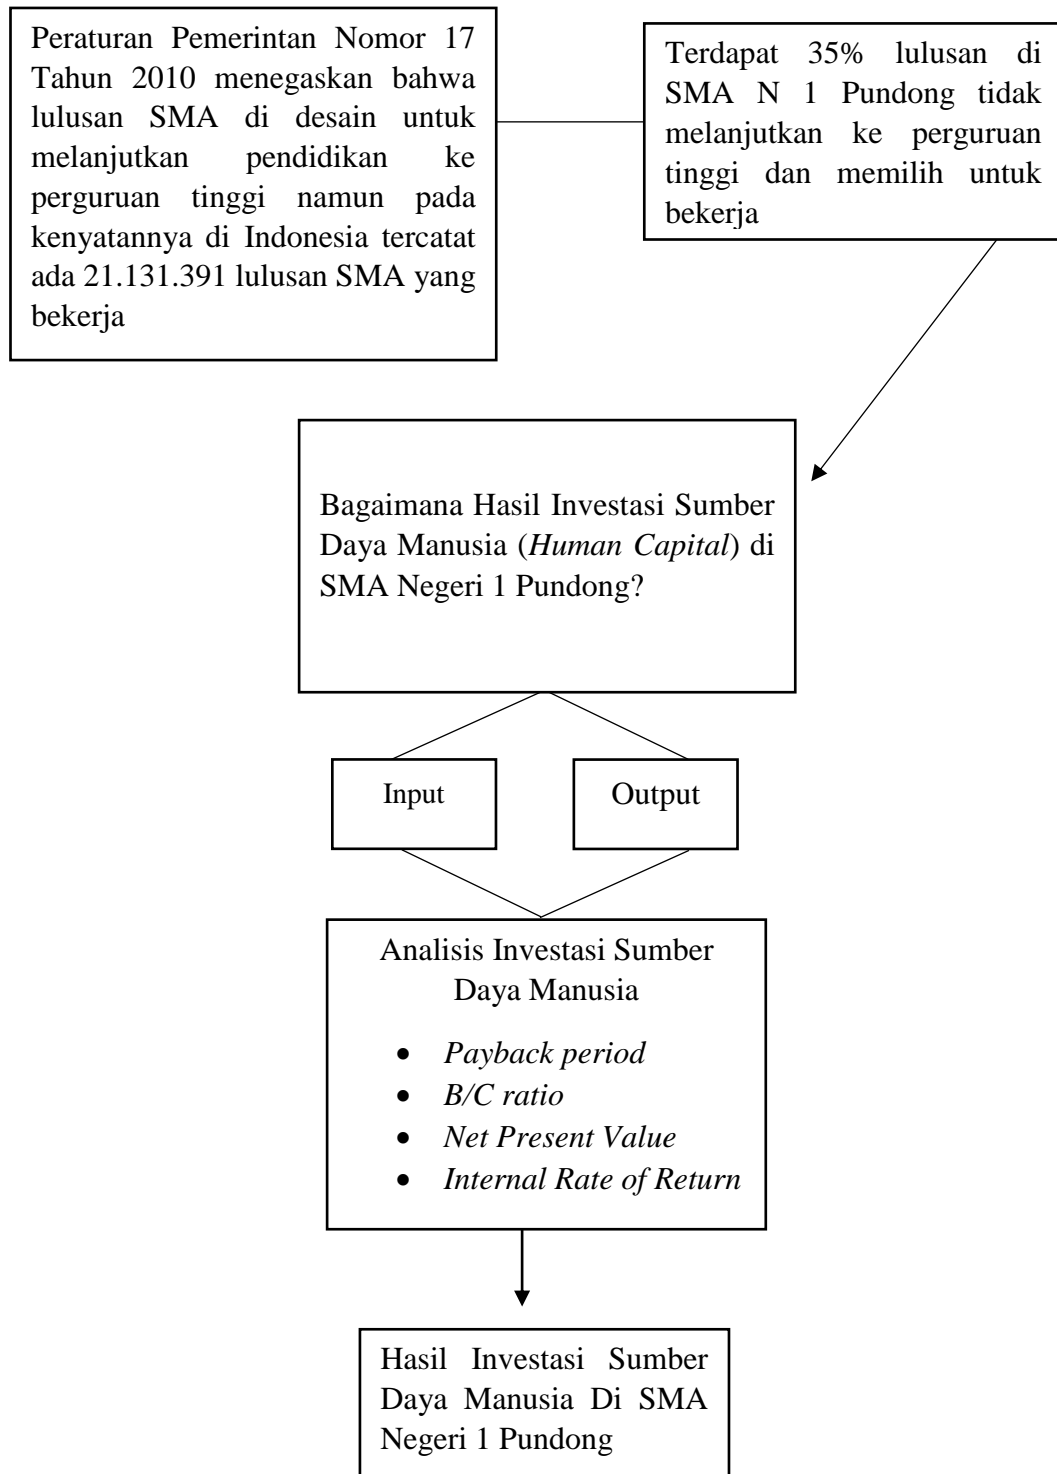 Peraturan Pemerintan Nomor 17
Tahun 2010 menegaskan bahwa
lulusan SMA di desain untuk
melanjutkan pendidikan ke
perguruan tinggi namun pada
kenyatannya di Indonesia tercatat
ada 21.131.391 lulusan SMA yang
bekerja
Terdapat 35% lulusan di
SMA N 1 Pundong tidak
melanjutkan ke perguruan
tinggi dan memilih untuk
bekerja
Bagaimana Hasil Investasi Sumber
Daya Manusia (Human Capital) di
SMA Negeri 1 Pundong?
Input
Output
Analisis Investasi Sumber
Daya Manusia
• Payback period
• B/C ratio
• Net Present Value
• Internal Rate of Return
Hasil Investasi Sumber
Daya Manusia Di SMA
Negeri 1 Pundong